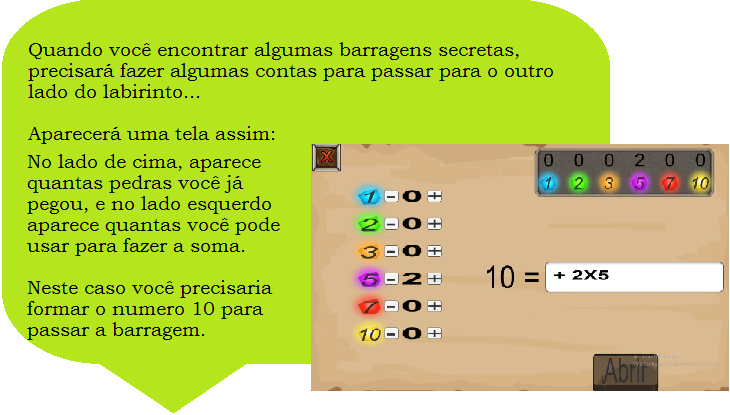 Quando você encontrar algumas barragens secretas,
precisará fazer algumas contas para passar para o outro
lado do labirinto...
Aparecerá uma tela assim:
No lado de cima, aparece
quantas pedras você já
pegou, e no lado esquerdo
aparece quantas você pode
usar para fazer a soma.
Neste caso você precisaria
formar o numero 10 para
passar a barragem.
X
0 0 0 2 0 0
1 2 3 5 7 10
1 - 0 +
2 - 0 +
3 - 0 +
5 - 2 +
7 - 0 +
10 - 0 +
10 = + 2X5
Abrir